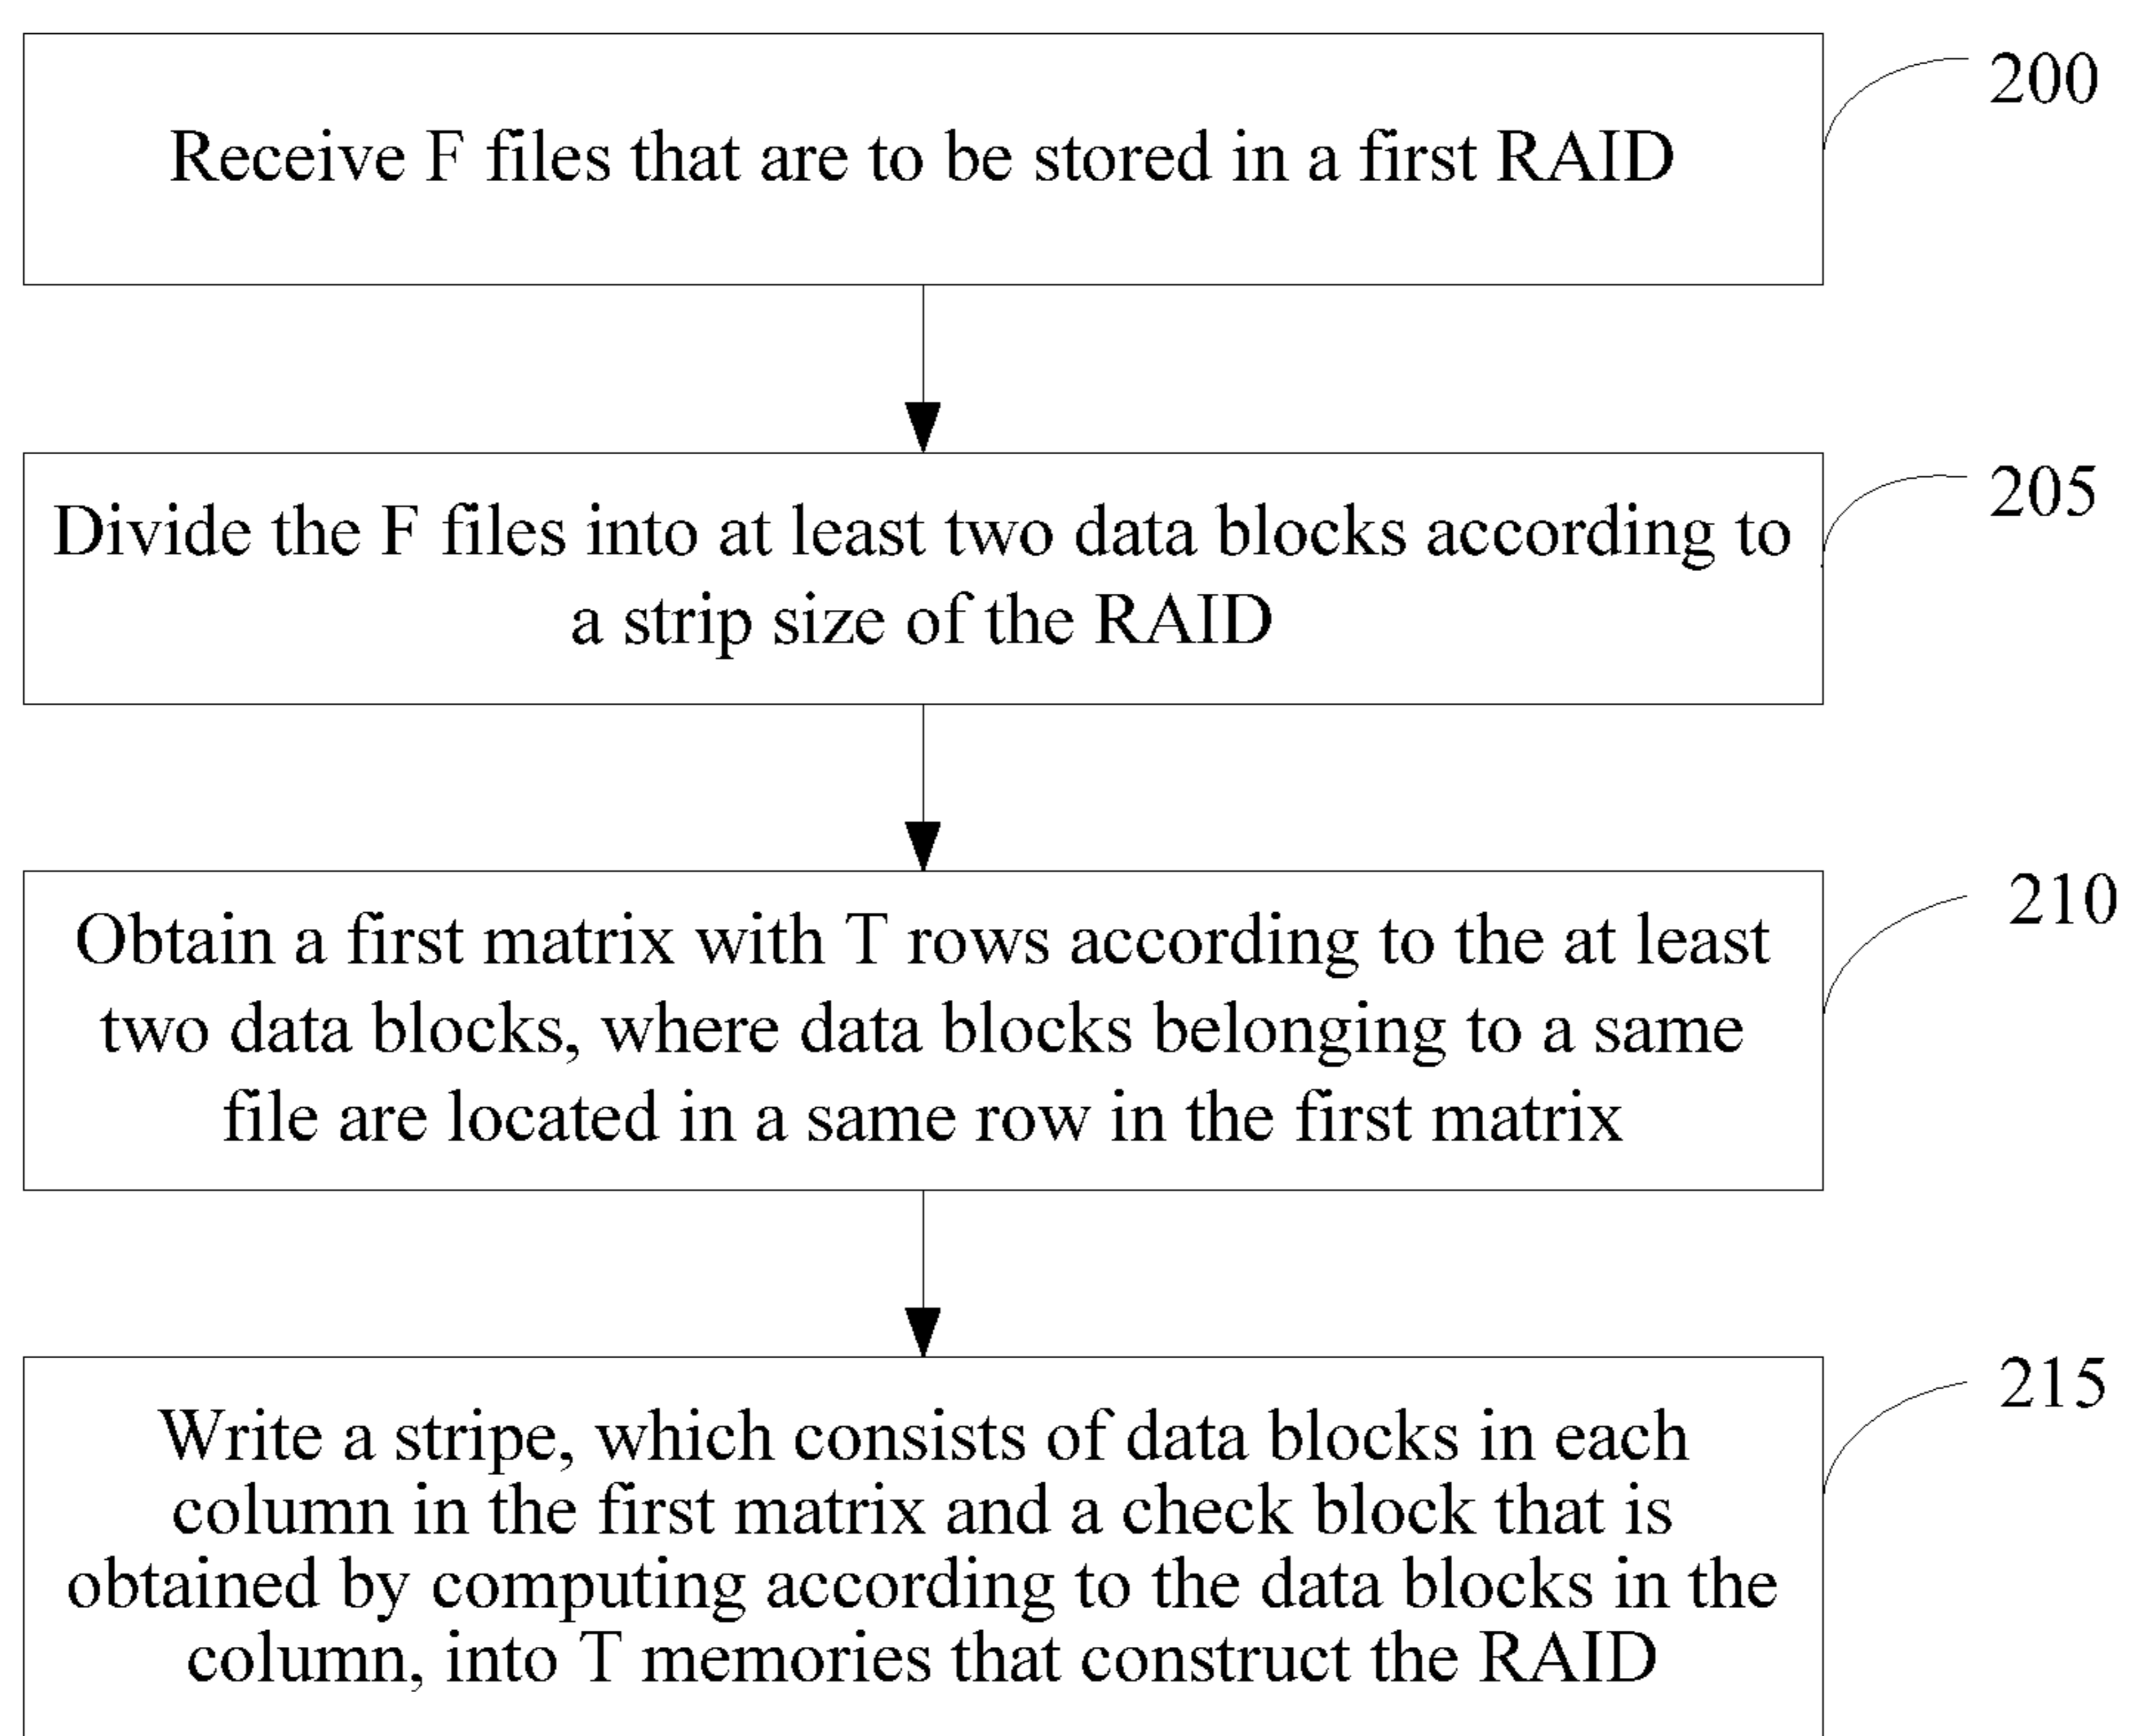 Receive F files that are to be stored in a first RAID
200
Divide the F files into at least two data blocks according to
a strip size of the RAID
205
Obtain a first matrix with T rows according to the at least
two data blocks, where data blocks belonging to a same
file are located in a same row in the first matrix
210
Write a stripe, which consists of data blocks in each
column in the first matrix and a check block that is
obtained by computing according to the data blocks in the
column, into T memories that construct the RAID
215